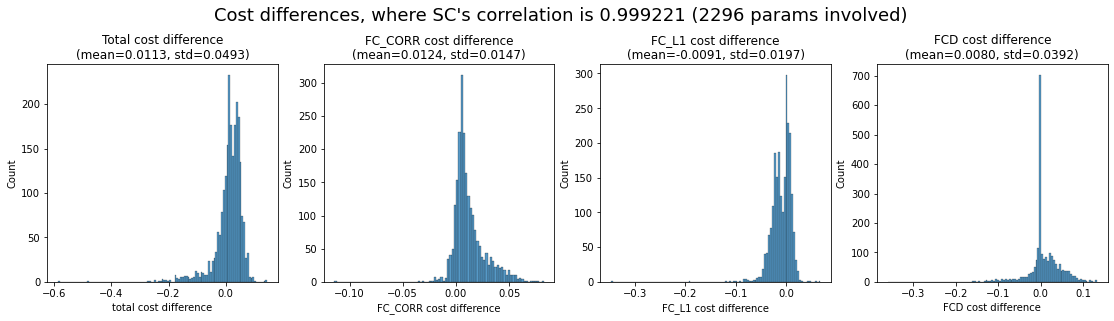 Cost differences, where SC's correlation is 0.999221 (2296 params involved)
Total cost difference
(mean=0.0113, std=0.0493)
Count
200
150
100
50
0
−0.6 −0.4 −0.2 0.0
total cost difference
FC_CORR cost difference
(mean=0.0124, std=0.0147)
Count
300
250
200
150
100
50
0
−0.10 −0.05 0.00 0.05
FC_CORR cost difference
FC_L1 cost difference
(mean=-0.0091, std=0.0197)
Count
300
250
200
150
100
50
0
−0.3 −0.2 −0.1 0.0
FC_L1 cost difference
FCD cost difference
(mean=0.0080, std=0.0392)
Count
700
600
500
400
300
200
100
0
−0.3 −0.2 −0.1 0.0 0.1
FCD cost difference